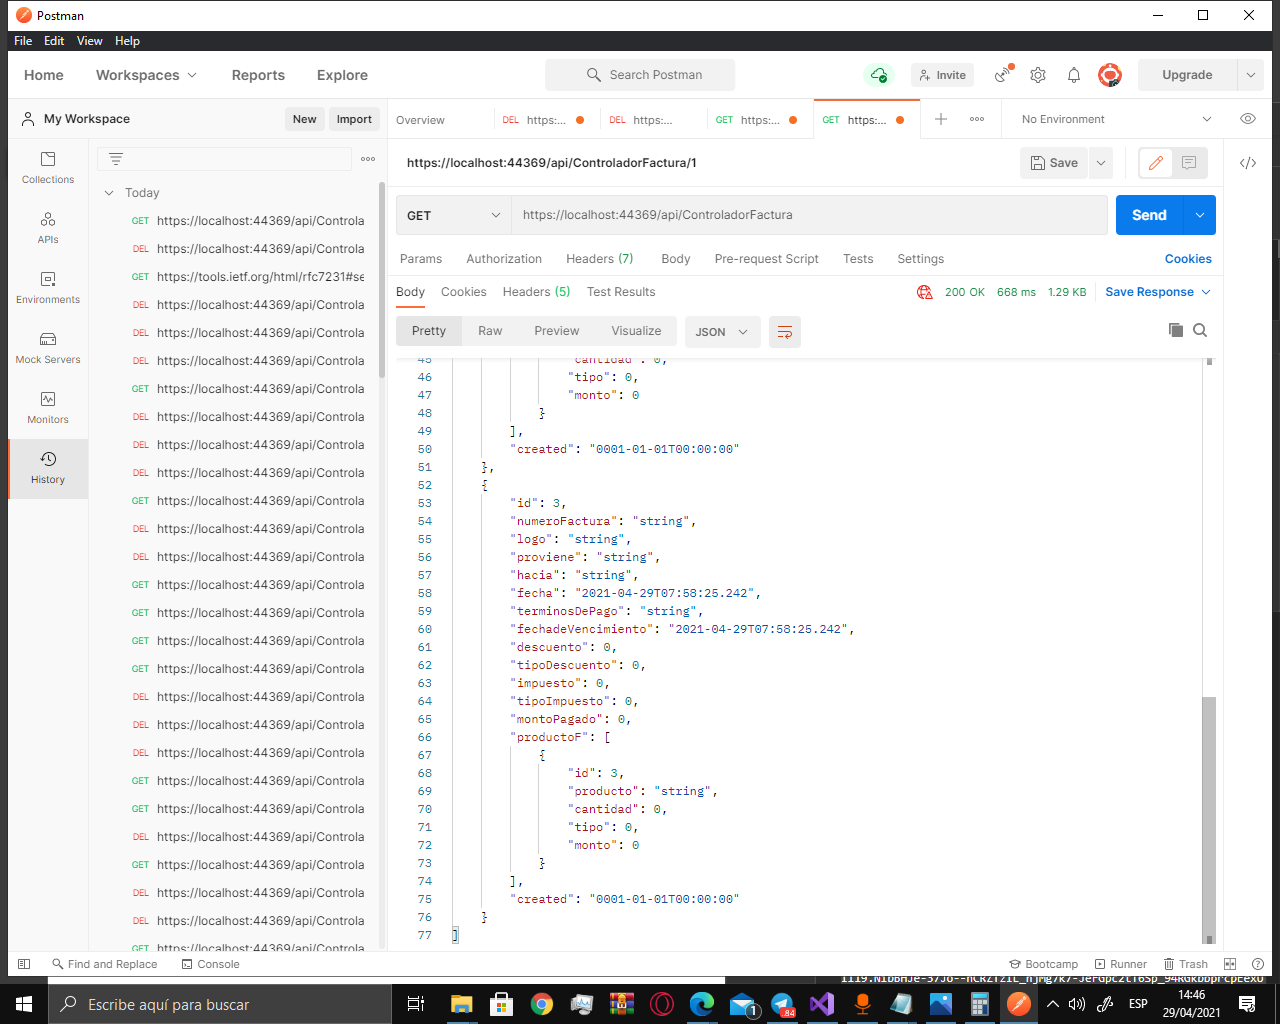 Postman
File Edit View Help
Home Workspaces Reports Explore Search Postman Invite Upgrade
My Workspace New Import
Overview DEL https:... DEL https:... GET https:... GET https:... No Environment
https://localhost:44369/api/ControladorFactura/1 Save
GET https://localhost:44369/api/ControladorFactura Send
Params Authorization Headers (7) Body Pre-request Script Tests Settings Cookies
Body Cookies Headers (5) Test Results 200 OK 668 ms 1.29 KB Save Response
Pretty Raw Preview Visualize JSON
Collections
APIs
Environments
Mock Servers
Monitors
History
Today
GET https://localhost:44369/api/Controla
DEL https://localhost:44369/api/Controla
GET https://tools.ietf.org/html/rfc7231#se
DEL https://localhost:44369/api/Controla
DEL https://localhost:44369/api/Controla
DEL https://localhost:44369/api/Controla
GET https://localhost:44369/api/Controla
DEL https://localhost:44369/api/Controla
DEL https://localhost:44369/api/Controla
DEL https://localhost:44369/api/Controla
GET https://localhost:44369/api/Controla
DEL https://localhost:44369/api/Controla
DEL https://localhost:44369/api/Controla
GET https://localhost:44369/api/Controla
GET https://localhost:44369/api/Controla
GET https://localhost:44369/api/Controla
GET https://localhost:44369/api/Controla
DEL https://localhost:44369/api/Controla
DEL https://localhost:44369/api/Controla
DEL https://localhost:44369/api/Controla
GET https://localhost:44369/api/Controla
GET https://localhost:44369/api/Controla
DEL https://localhost:44369/api/Controla
GET https://localhost:44369/api/Controla
DEL https://localhost:44369/api/Controla
DEL https://localhost:44369/api/Controla
GET https://localhost:44369/api/Controla
45 "cantidad": 0,
46 "tipo": 0,
47 "monto": 0
48 }
49 ],
50 "created": "0001-01-01T00:00:00"
51 },
52 {
53 "id": 3,
54 "numeroFactura": "string",
55 "logo": "string",
56 "proviene": "string",
57 "hacia": "string",
58 "fecha": "2021-04-29T07:58:25.242",
59 "terminosDePago": "string",
60 "fechadeVencimiento": "2021-04-29T07:58:25.242",
61 "descuento": 0,
62 "tipoDescuento": 0,
63 "impuesto": 0,
64 "tipoImpuesto": 0,
65 "montoPagado": 0,
66 "productoF": [
67 {
68 "id": 3,
69 "producto": "string",
70 "cantidad": 0,
71 "tipo": 0,
72 "monto": 0
73 }
74 ],
75 "created": "0001-01-01T00:00:00"
76 }
77 ]
Find and Replace Console Bootcamp Runner Trash
Escribe aquí para buscar 1 84 ESP 14:46
29/04/2021